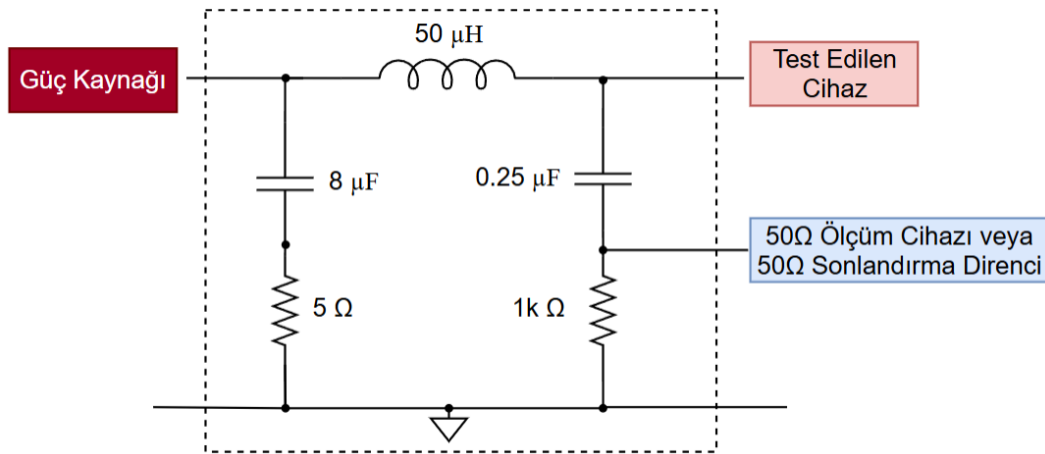 50 μH
Güç Kaynağı
Test Edilen
Cihaz
8 μF
0.25 μF
50Ω Ölçüm Cihazı veya
50Ω Sonlandırma Direnci
5 Ω
1k Ω